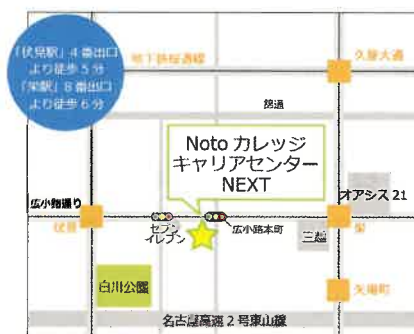 「伏見駅」4番出口
より徒歩5分
「栄駅」8番出口
より徒歩6分
地下鉄桜通線
久屋大通
錦通
Noto カレッジ
キャリアセンター
NEXT
オアシス21
広小路通り
伏見
セブン
イレブン
広小路本町
三越
栄
白川公園
矢場町
名古屋高速2号東山線